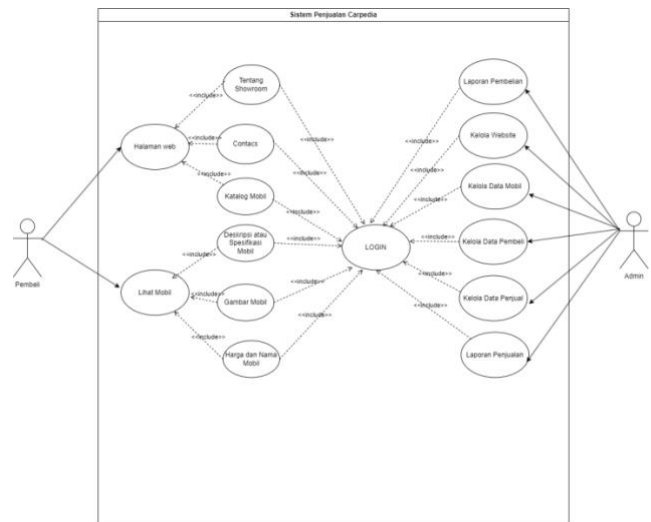 Sistem Penjualan Carpedia
Tentang
Showroom
<<include>>
<<include>>
Halaman web
<<include>>
Contacs
<<include>>
<<include>>
Katalog Mobil
<<include>>
Deskripsi atau
Spesifikasi
Mobil
<<include>>
<<include>>
Lihat Mobil
<<include>>
Gambar Mobil
<<include>>
<<include>>
Harga dan Nama
Mobil
<<include>>
Pembeli
LOGIN
Laporan Pembelian
<<include>>
Kelola Website
<<include>>
Kelola Data Mobil
<<include>>
Kelola Data Pembeli
<<include>>
Kelola Data Penjual
<<include>>
Laporan Penjualan
<<include>>
Admin